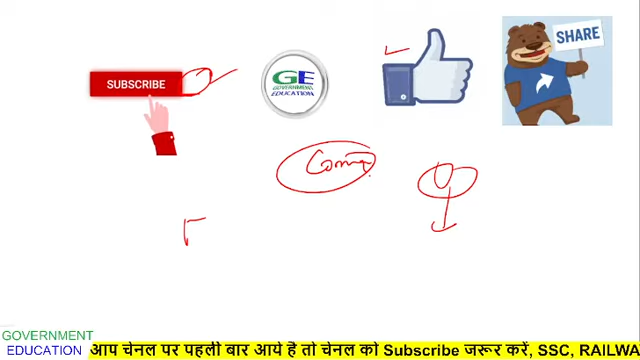 SUBSCRIBE
GE
GOVERNMENT
EDUCATION
SHARE
GOVERNMENT
EDUCATION
आप चेनल पर पहली बार आये है तो चेनल को Subscribe जरूर करें, SSC, RAILWA